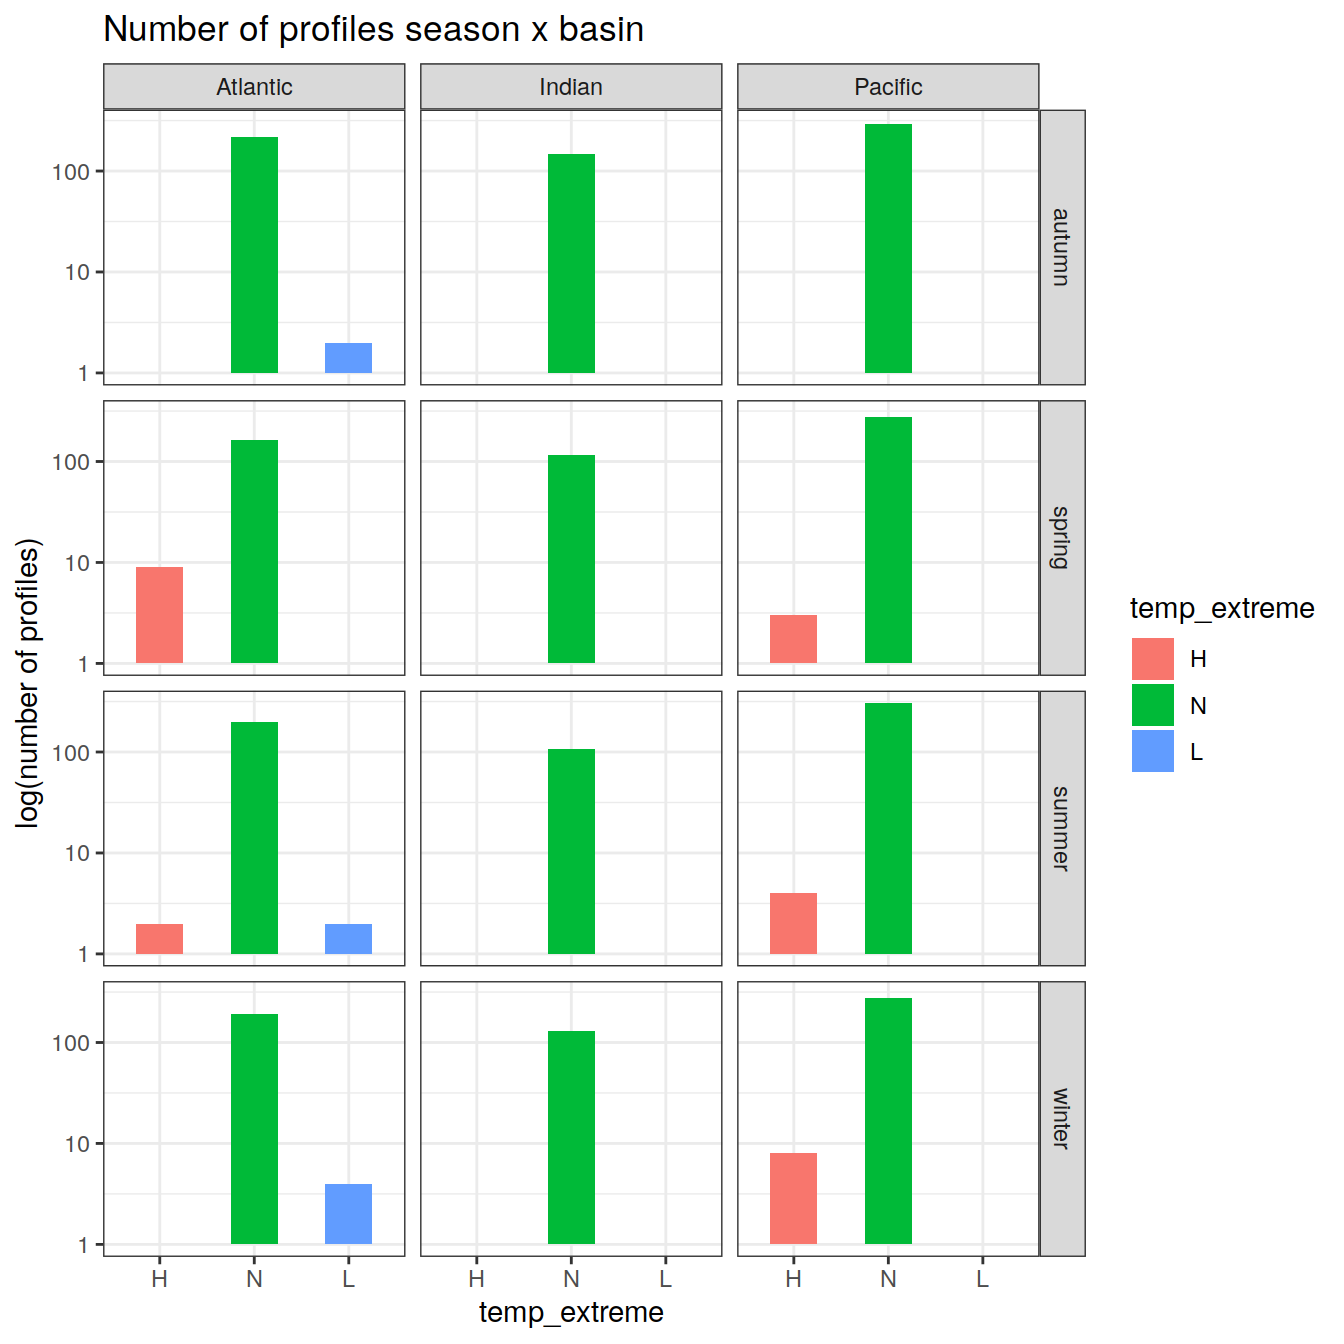 Number of profiles season x basin
Atlantic
Indian
Pacific
100
10
1
autumn
100
10
1
spring
100
10
1
summer
100
10
1
winter
log(number of profiles)
H
N
L
H
N
L
H
N
L
temp_extreme
temp_extreme
H
N
L